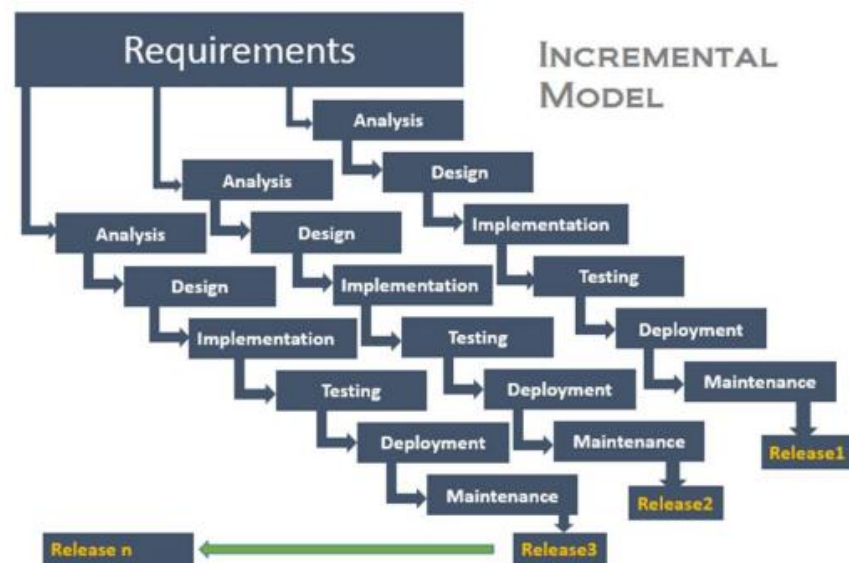 Requirements
INCREMENTAL
MODEL
Analysis
Analysis
Analysis
Design
Design
Design
Implementation
Implementation
Implementation
Testing
Testing
Testing
Deployment
Deployment
Deployment
Maintenance
Maintenance
Maintenance
Release1
Release2
Release3
Release n